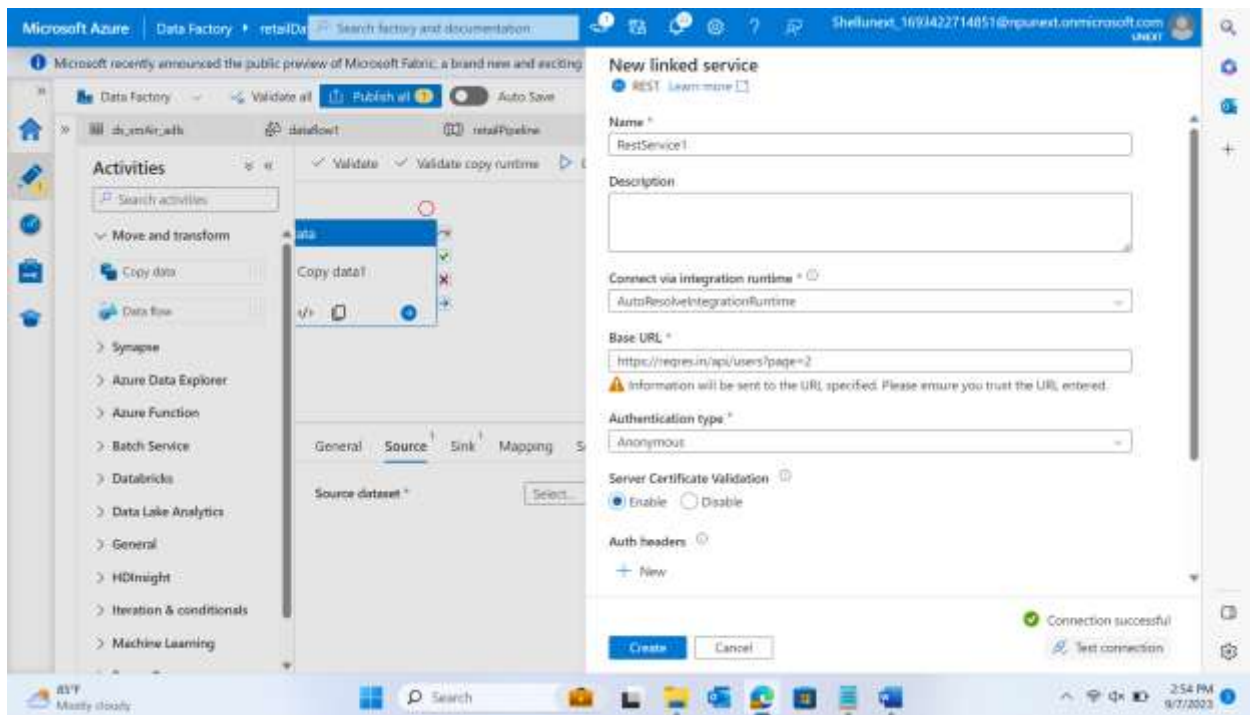 Microsoft Azure
Data Factory
retailDa
Search factory and documentation
Shellunext_1693422714851@npunext.onmicrosoft.com
UNEXT
Microsoft recently announced the public preview of Microsoft Fabric, a brand new and exciting
Data Factory
Validate all
Publish all 1
Auto Save
dataflow1
retailPipeline
Activities
Search activities
Move and transform
Copy data
Data flow
Synapse
Azure Data Explorer
Azure Function
Batch Service
Databricks
Data Lake Analytics
General
HDInsight
Iteration & conditionals
Machine Learning
Validate
Validate copy runtime
ata
Copy data1
General
Source 1
Sink 1
Mapping
S
Source dataset *
Select...
New linked service
REST Learn more
Name *
RestService1
Description
Connect via integration runtime *
AutoResolveIntegrationRuntime
Base URL *
https://reqres.in/api/users?page=2
Information will be sent to the URL specified. Please ensure you trust the URL entered.
Authentication type *
Anonymous
Server Certificate Validation
Enable
Disable
Auth headers
New
Connection successful
Create
Cancel
Test connection
85°F
Mostly cloudy
Search
2:54 PM
9/7/2023